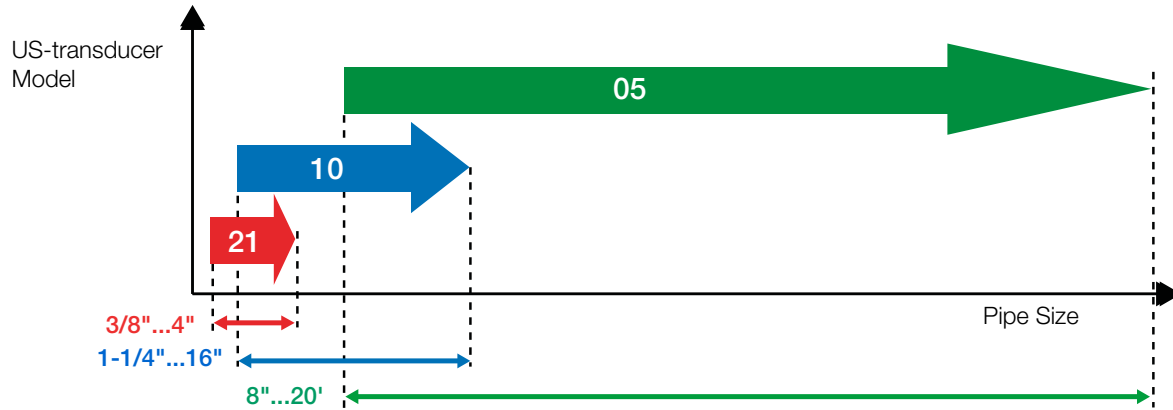 US-transducer
Model
05
10
21
Pipe Size
3/8"...4"
1-1/4"...16"
8"...20'